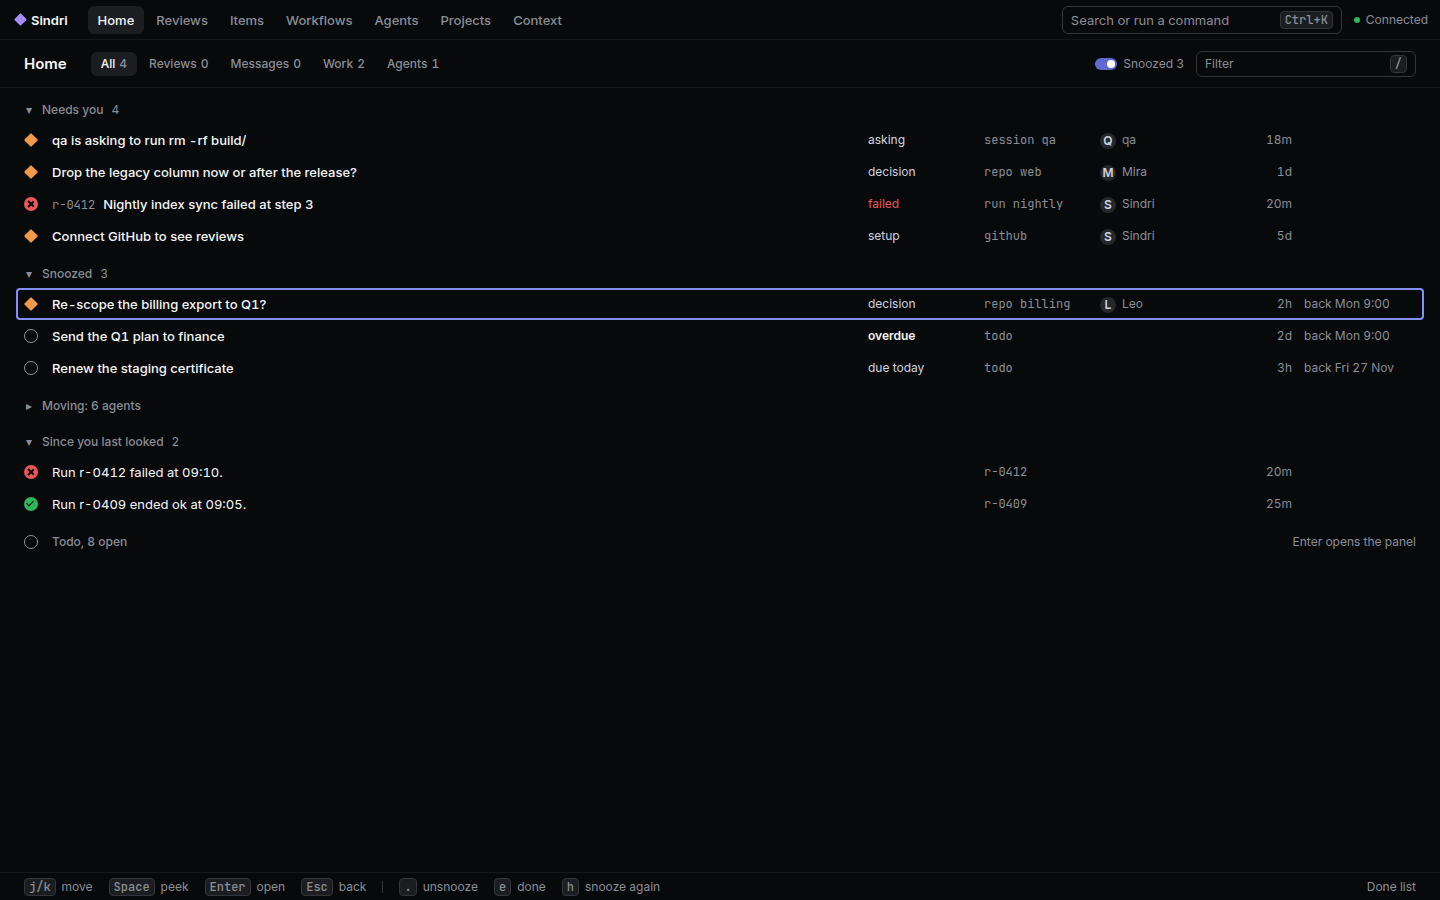 Sindri Home Reviews Items Workflows Agents Projects Context Search or run a command Ctrl+K Connected
Home All 4 Reviews 0 Messages 0 Work 2 Agents 1 Snoozed 3 Filter /
Needs you 4
qa is asking to run rm -rf build/ asking session qa Q qa 18m
Drop the legacy column now or after the release? decision repo web M Mira 1d
r-0412 Nightly index sync failed at step 3 failed run nightly S Sindri 20m
Connect GitHub to see reviews setup github S Sindri 5d
Snoozed 3
Re-scope the billing export to Q1? decision repo billing L Leo 2h back Mon 9:00
Send the Q1 plan to finance overdue todo 2d back Mon 9:00
Renew the staging certificate due today todo 3h back Fri 27 Nov
Moving: 6 agents
Since you last looked 2
Run r-0412 failed at 09:10. r-0412 20m
Run r-0409 ended ok at 09:05. r-0409 25m
Todo, 8 open Enter opens the panel
j/k move Space peek Enter open Esc back . unsnooze e done h snooze again Done list